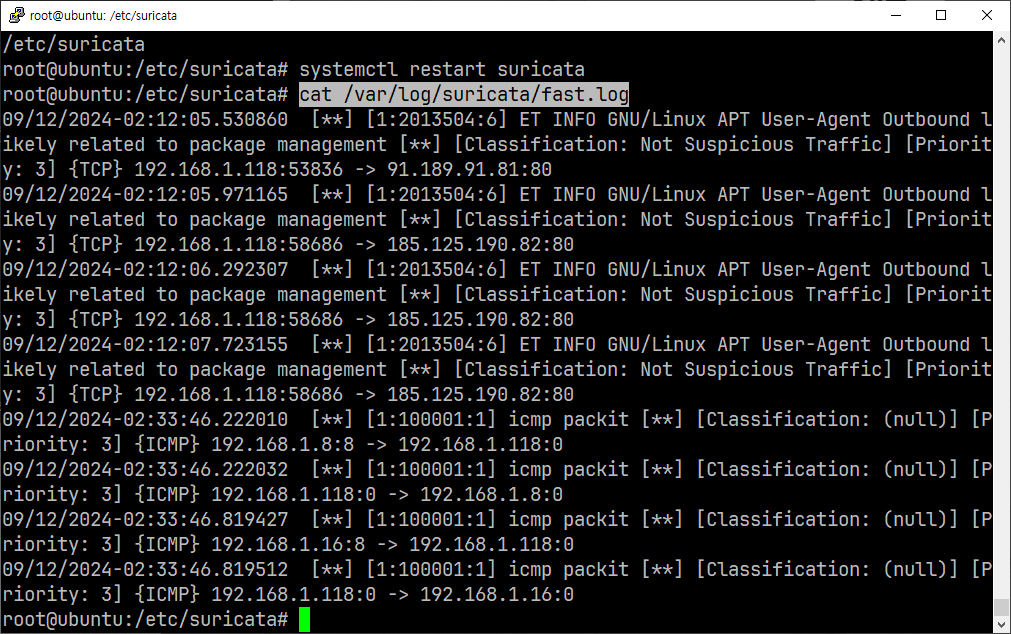 root@ubuntu: /etc/suricata
/etc/suricata
root@ubuntu:/etc/suricata# systemctl restart suricata
root@ubuntu:/etc/suricata# cat /var/log/suricata/fast.log
09/12/2024-02:12:05.530860  [**] [1:2013504:6] ET INFO GNU/Linux APT User-Agent Outbound l
ikely related to package management [**] [Classification: Not Suspicious Traffic] [Priorit
y: 3] {TCP} 192.168.1.118:53836 -> 91.189.91.81:80
09/12/2024-02:12:05.971165  [**] [1:2013504:6] ET INFO GNU/Linux APT User-Agent Outbound l
ikely related to package management [**] [Classification: Not Suspicious Traffic] [Priorit
y: 3] {TCP} 192.168.1.118:58686 -> 185.125.190.82:80
09/12/2024-02:12:06.292307  [**] [1:2013504:6] ET INFO GNU/Linux APT User-Agent Outbound l
ikely related to package management [**] [Classification: Not Suspicious Traffic] [Priorit
y: 3] {TCP} 192.168.1.118:58686 -> 185.125.190.82:80
09/12/2024-02:12:07.723155  [**] [1:2013504:6] ET INFO GNU/Linux APT User-Agent Outbound l
ikely related to package management [**] [Classification: Not Suspicious Traffic] [Priorit
y: 3] {TCP} 192.168.1.118:58686 -> 185.125.190.82:80
09/12/2024-02:33:46.222010  [**] [1:100001:1] icmp packit [**] [Classification: (null)] [P
riority: 3] {ICMP} 192.168.1.8:8 -> 192.168.1.118:0
09/12/2024-02:33:46.222032  [**] [1:100001:1] icmp packit [**] [Classification: (null)] [P
riority: 3] {ICMP} 192.168.1.118:0 -> 192.168.1.8:0
09/12/2024-02:33:46.819427  [**] [1:100001:1] icmp packit [**] [Classification: (null)] [P
riority: 3] {ICMP} 192.168.1.16:8 -> 192.168.1.118:0
09/12/2024-02:33:46.819512  [**] [1:100001:1] icmp packit [**] [Classification: (null)] [P
riority: 3] {ICMP} 192.168.1.118:0 -> 192.168.1.16:0
root@ubuntu:/etc/suricata#